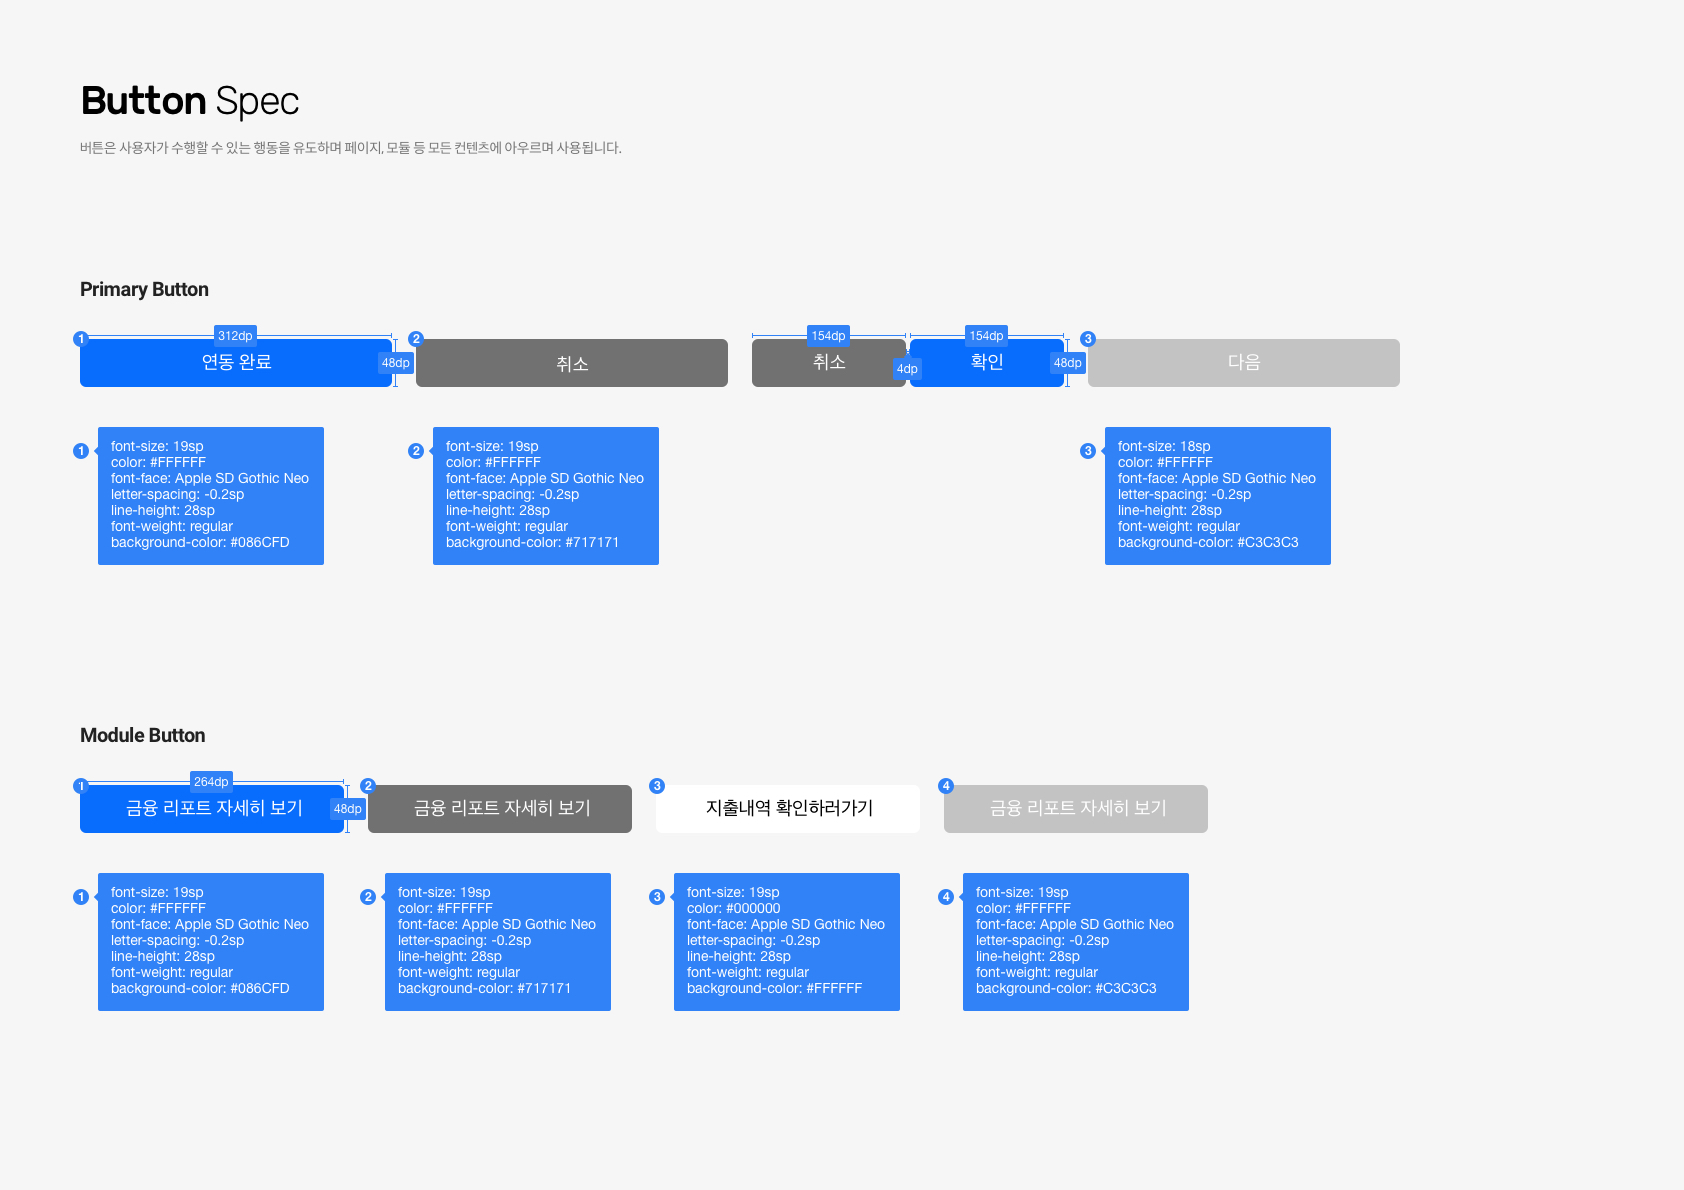 Button Spec
버튼은 사용자가 수행할 수 있는 행동을 유도하며 페이지, 모듈 등 모든 컨텐츠에 아우르며 사용됩니다.
Primary Button
1
312dp
연동 완료
48dp
2
취소
154dp
취소
4dp
154dp
확인
48dp
3
다음
1
font-size: 19sp
color: #FFFFFF
font-face: Apple SD Gothic Neo
letter-spacing: -0.2sp
line-height: 28sp
font-weight: regular
background-color: #086CFD
2
font-size: 19sp
color: #FFFFFF
font-face: Apple SD Gothic Neo
letter-spacing: -0.2sp
line-height: 28sp
font-weight: regular
background-color: #717171
3
font-size: 18sp
color: #FFFFFF
font-face: Apple SD Gothic Neo
letter-spacing: -0.2sp
line-height: 28sp
font-weight: regular
background-color: #C3C3C3
Module Button
1
264dp
금융 리포트 자세히 보기
48dp
2
금융 리포트 자세히 보기
3
지출내역 확인하러가기
4
금융 리포트 자세히 보기
1
font-size: 19sp
color: #FFFFFF
font-face: Apple SD Gothic Neo
letter-spacing: -0.2sp
line-height: 28sp
font-weight: regular
background-color: #086CFD
2
font-size: 19sp
color: #FFFFFF
font-face: Apple SD Gothic Neo
letter-spacing: -0.2sp
line-height: 28sp
font-weight: regular
background-color: #717171
3
font-size: 19sp
color: #000000
font-face: Apple SD Gothic Neo
letter-spacing: -0.2sp
line-height: 28sp
font-weight: regular
background-color: #FFFFFF
4
font-size: 19sp
color: #FFFFFF
font-face: Apple SD Gothic Neo
letter-spacing: -0.2sp
line-height: 28sp
font-weight: regular
background-color: #C3C3C3